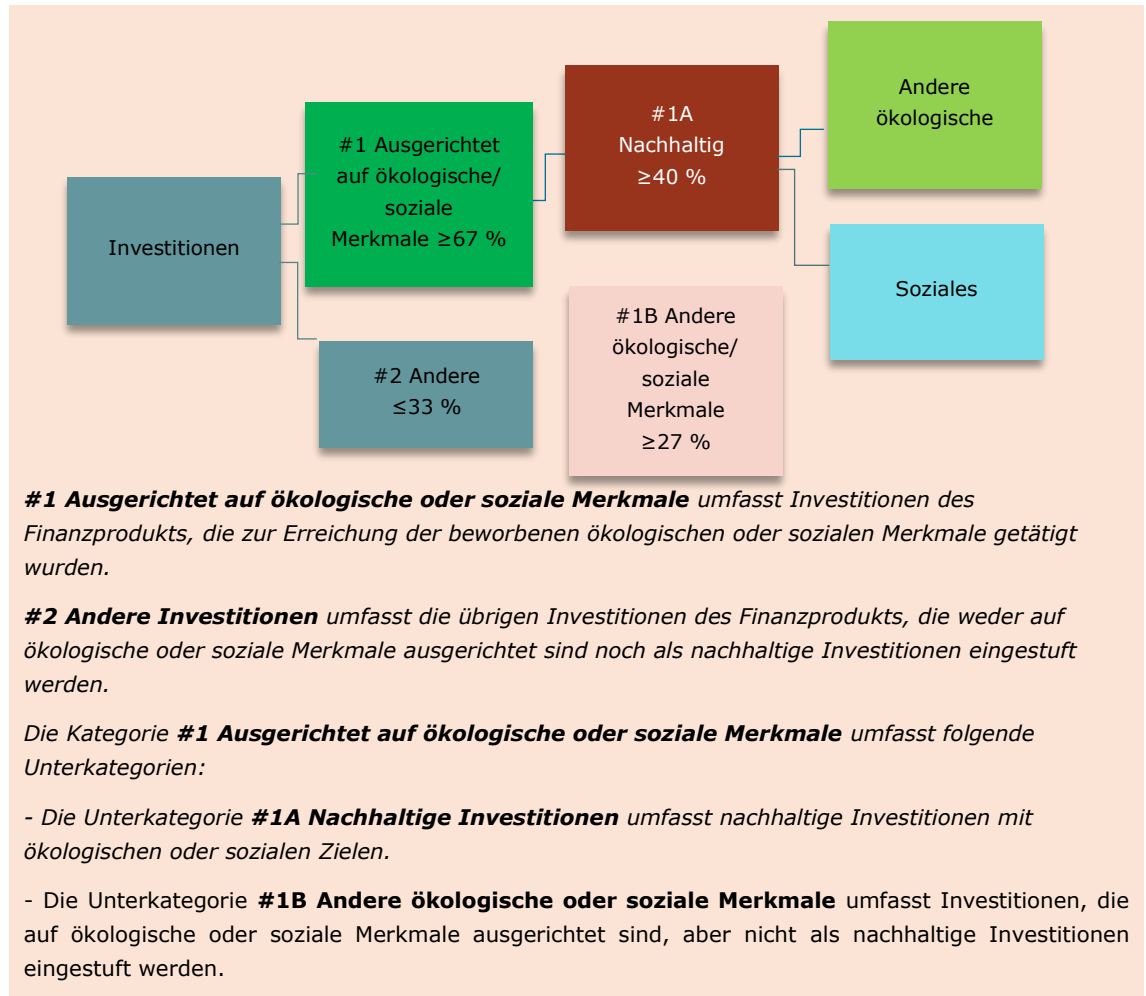 Investitionen
#1 Ausgerichtet
auf ökologische/
soziale
Merkmale ≥67 %
#2 Andere
≤33 %
#1A
Nachhaltig
≥40 %
#1B Andere
ökologische/
soziale
Merkmale
≥27 %
Andere
ökologische
Soziales
#1 Ausgerichtet auf ökologische oder soziale Merkmale umfasst Investitionen des
Finanzprodukts, die zur Erreichung der beworbenen ökologischen oder sozialen Merkmale getätigt
wurden.
#2 Andere Investitionen umfasst die übrigen Investitionen des Finanzprodukts, die weder auf
ökologische oder soziale Merkmale ausgerichtet sind noch als nachhaltige Investitionen eingestuft
werden.
Die Kategorie #1 Ausgerichtet auf ökologische oder soziale Merkmale umfasst folgende
Unterkategorien:
- Die Unterkategorie #1A Nachhaltige Investitionen umfasst nachhaltige Investitionen mit
ökologischen oder sozialen Zielen.
- Die Unterkategorie #1B Andere ökologische oder soziale Merkmale umfasst Investitionen, die
auf ökologische oder soziale Merkmale ausgerichtet sind, aber nicht als nachhaltige Investitionen
eingestuft werden.